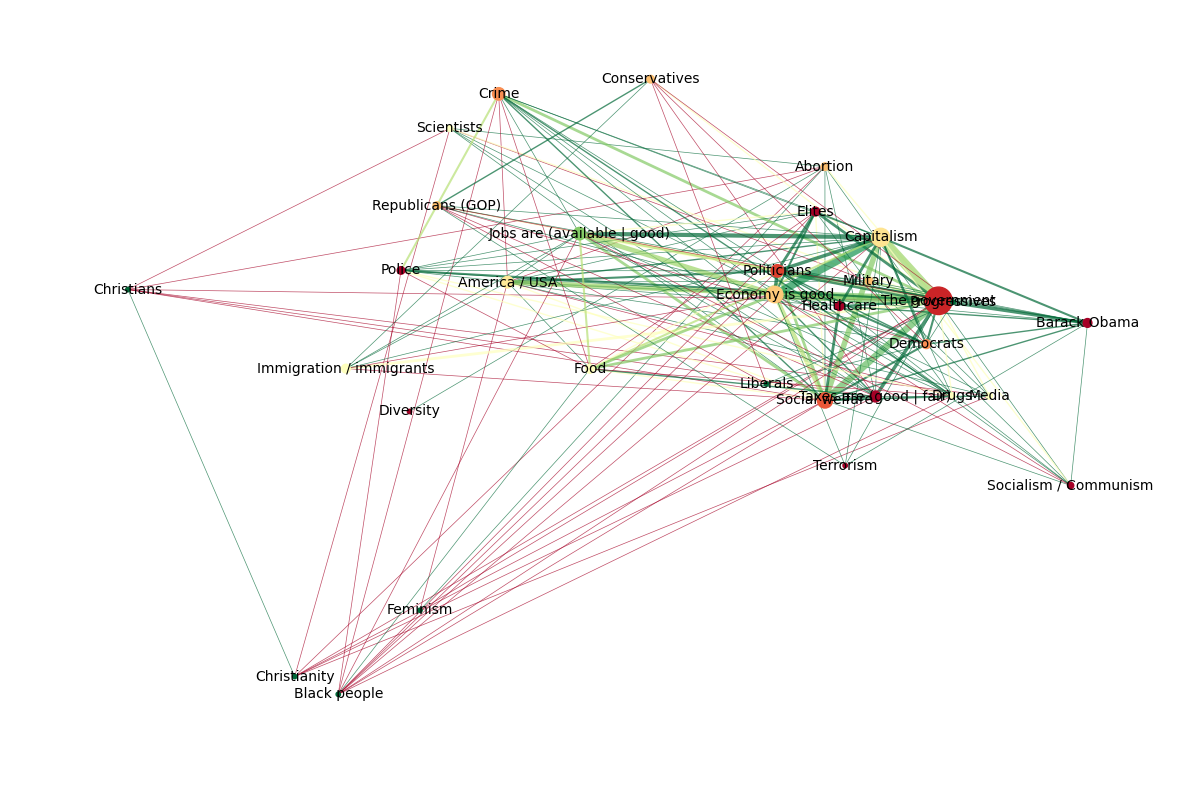 Conservatives
Crime
Scientists
Abortion
Republicans (GOP)
Elites
Jobs are (available | good)
Capitalism
Police
Politicians
America / USA
Military
Christians
Economy is good
The government
Healthcare
Barack Obama
Democrats
Immigration / immigrants
Food
Liberals
Taxes are (good | fair)
Drugs
Media
Social welfare
Diversity
Terrorism
Socialism / Communism
Feminism
Christianity
Black people